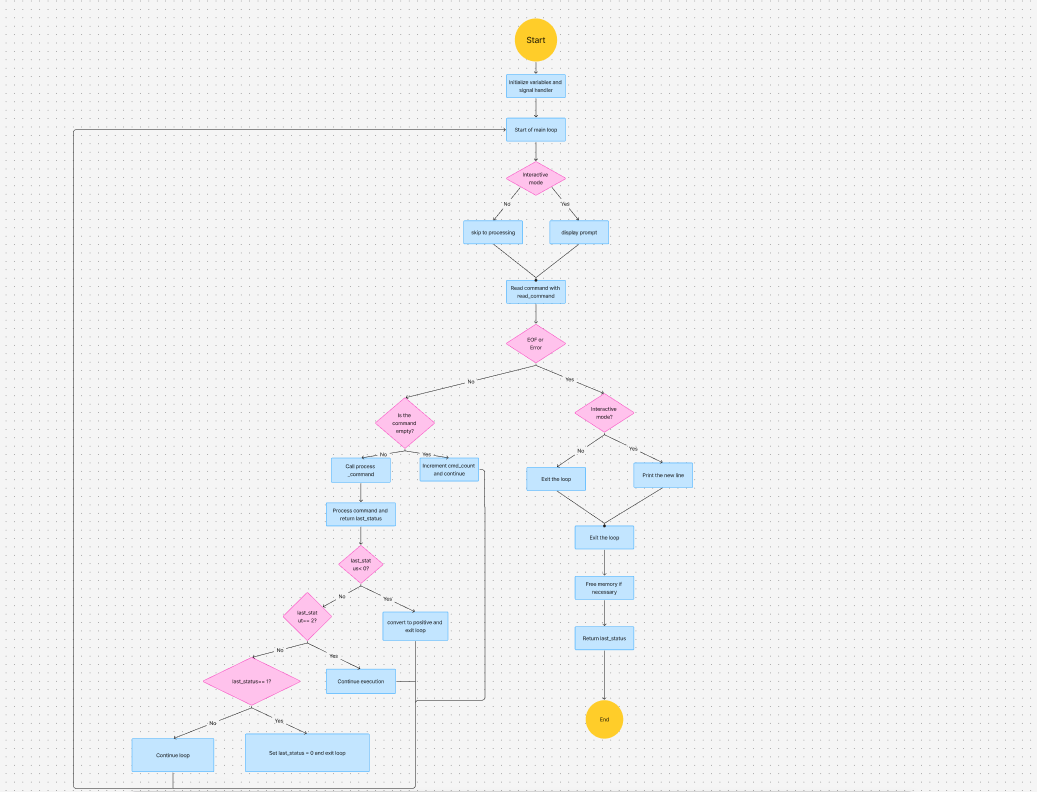 Start
Initialize variables and
signal handler
Start of main loop
Interactive
mode
No
Yes
skip to processing
display prompt
Read command with
read_command
EOF or
Error
No
Yes
Is the
command
empty?
Interactive
mode?
No
Yes
No
Yes
Call process
_command
Increment cmd_count
and continue
Exit the loop
Print the new line
Process command and
return last_status
Exit the loop
last_stat
us< 0?
Free memory if
necessary
No
Yes
last_stat
ut== 2?
convert to positive and
exit loop
Return last_status
No
Yes
last_status== 1?
Continue execution
End
No
Yes
Continue loop
Set last_status = 0 and exit loop